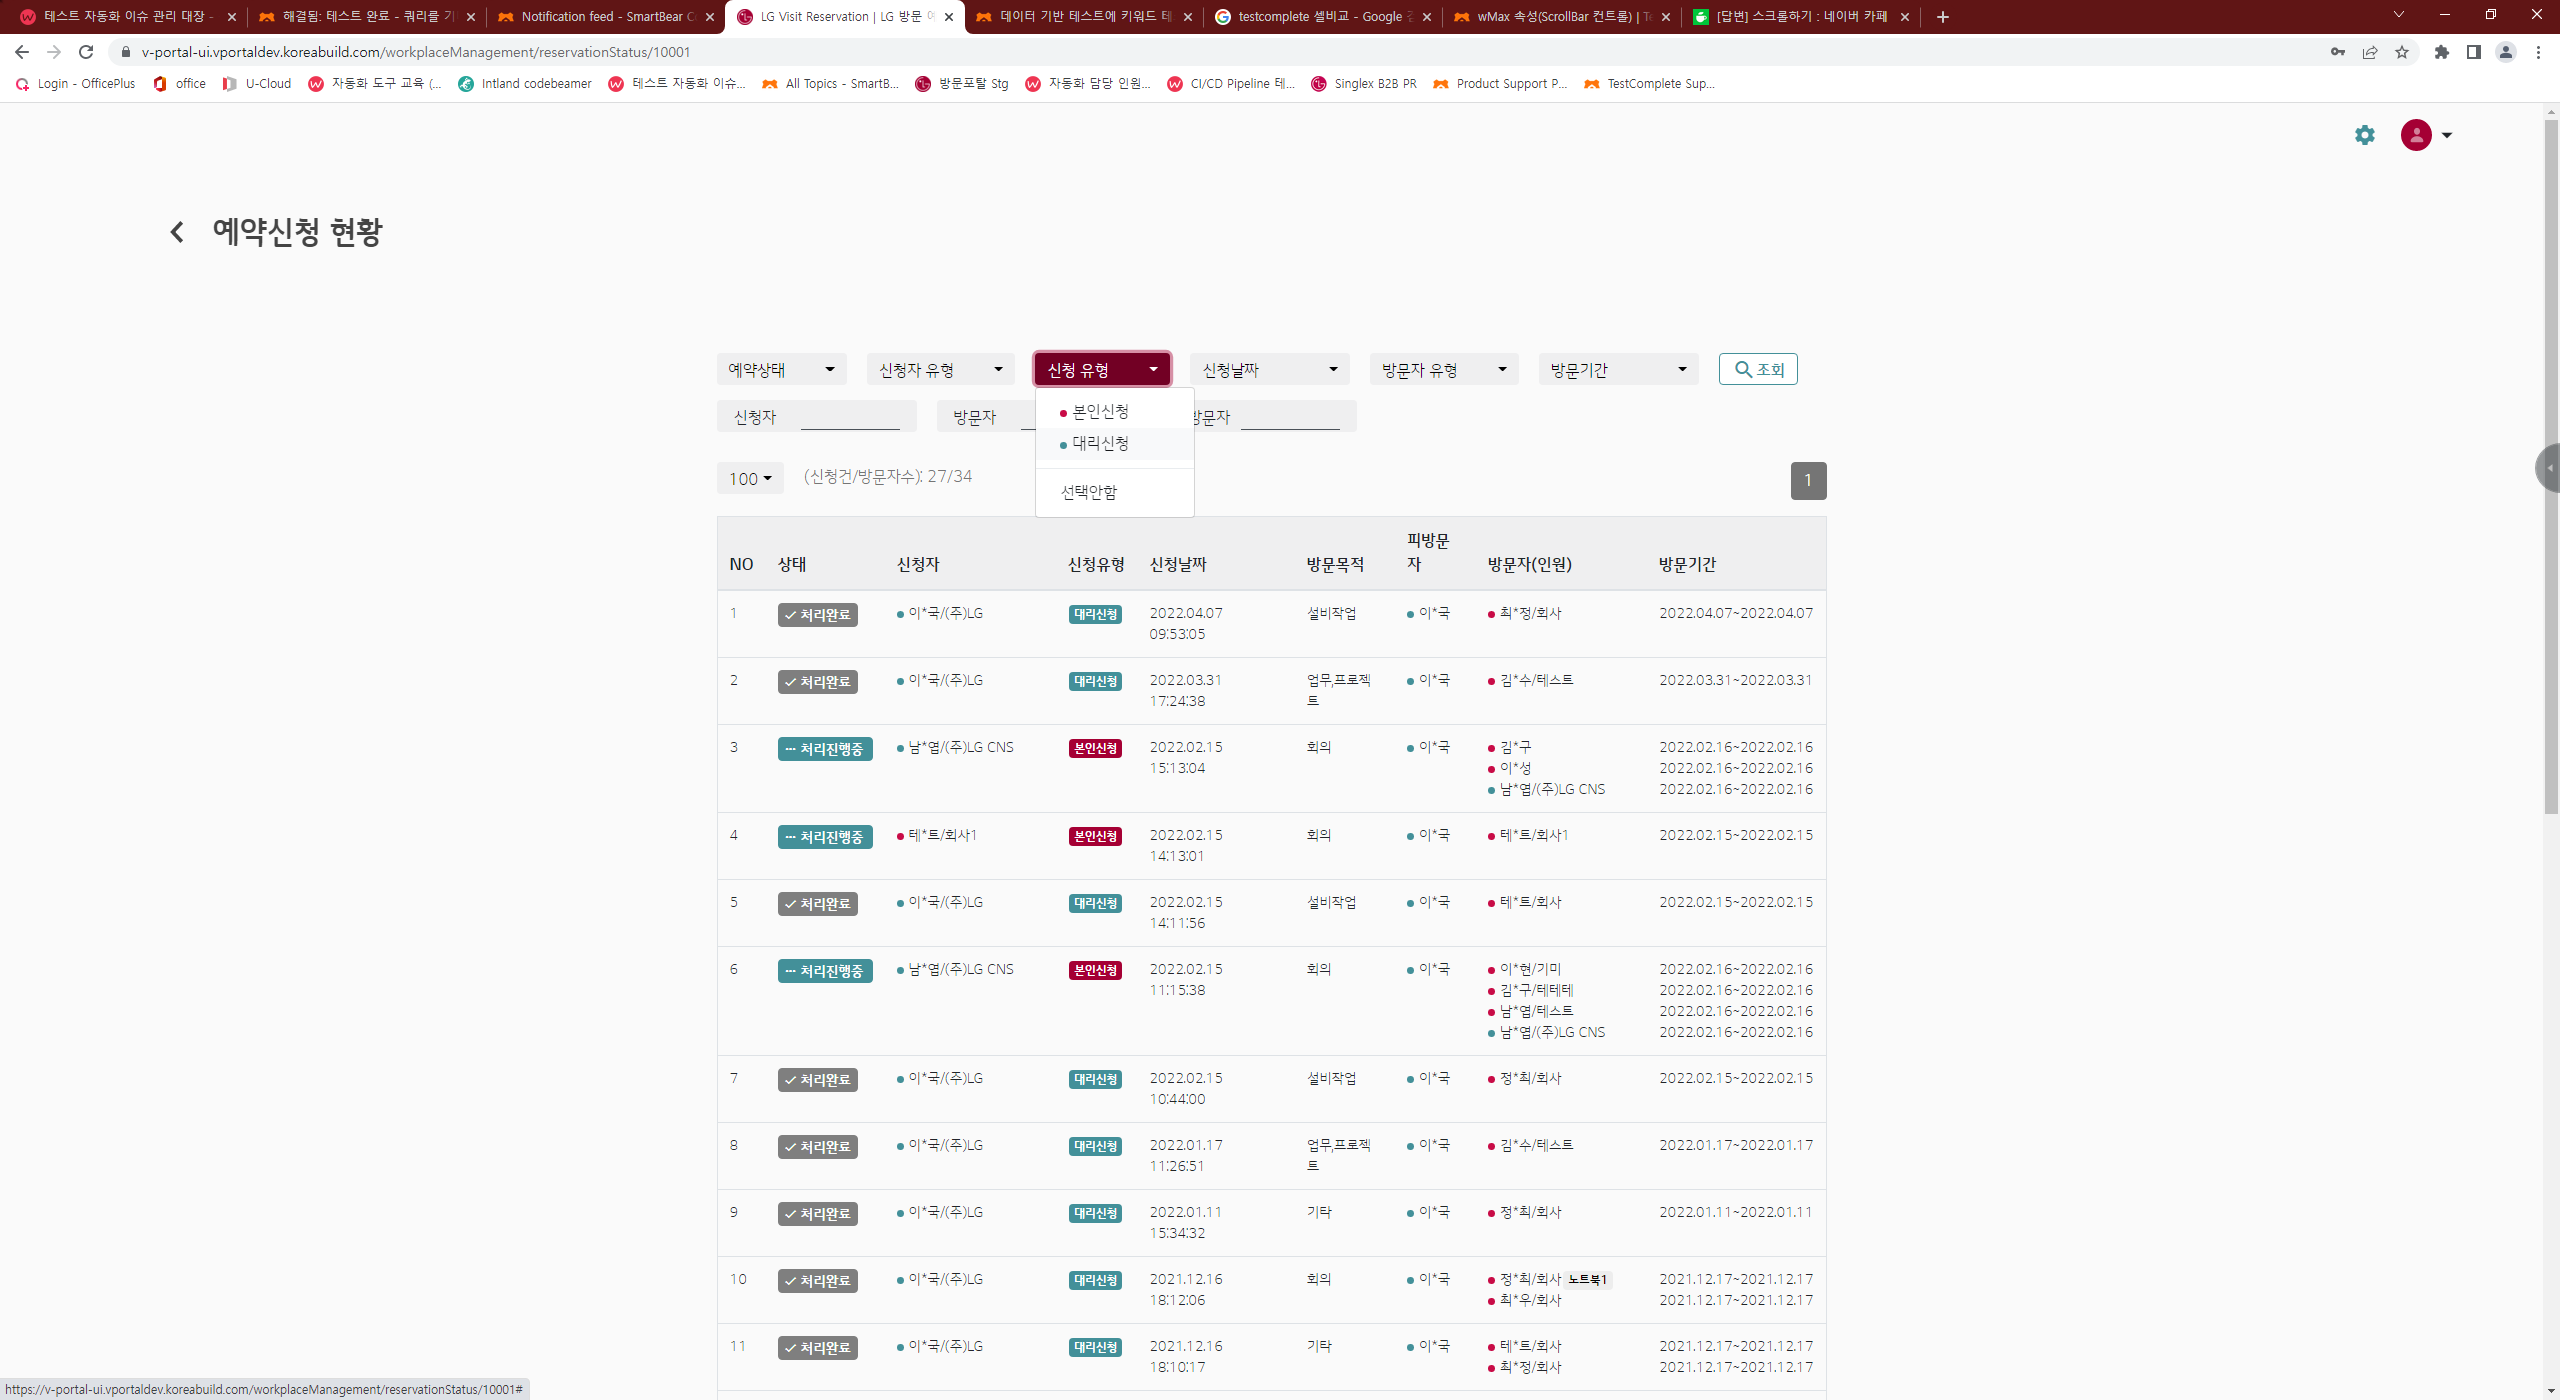 테스트 자동화 이슈 관리 대장 -
해결됨: 테스트 완료 - 쿼리를 기
Notification feed - SmartBear C
LG Visit Reservation | LG 방문 예
데이터 기반 테스트에 키워드 테
testcomplete 셀비교 - Google 검
wMax 속성(ScrollBar 컨트롤) | Te
[답변] 스크롤하기 : 네이버 카페
v-portal-ui.vportaldev.koreabuild.com/workplaceManagement/reservationStatus/10001
Login - OfficePlus
office
U-Cloud
자동화 도구 교육 (...
Intland codebeamer
테스트 자동화 이슈...
All Topics - SmartB...
방문포탈 Stg
자동화 담당 인원...
CI/CD Pipeline 테...
Singlex B2B PR
Product Support P...
TestComplete Sup...
예약신청 현황
예약상태 신청자 유형 신청 유형 신청날짜 방문자 유형 방문기간 조회
본인신청
신청자 방문자 방문자
대리신청
100 (신청건/방문자수): 27/34 1
선택안함
NO 상태 신청자 신청유형 신청날짜 방문목적 피방문자 방문자(인원) 방문기간
1 처리완료 이*국/(주)LG 대리신청 2022.04.07 설비작업 이*국 최*정/회사 2022.04.07~2022.04.07
09:53:05
2 처리완료 이*국/(주)LG 대리신청 2022.03.31 업무,프로젝 이*국 김*수/테스트 2022.03.31~2022.03.31
17:24:38 트
3 처리진행중 남*엽/(주)LG CNS 본인신청 2022.02.15 회의 이*국 김*구 2022.02.16~2022.02.16
15:13:04 이*성 2022.02.16~2022.02.16
남*엽/(주)LG CNS 2022.02.16~2022.02.16
4 처리진행중 테*트/회사1 본인신청 2022.02.15 회의 이*국 테*트/회사1 2022.02.15~2022.02.15
14:13:01
5 처리완료 이*국/(주)LG 대리신청 2022.02.15 설비작업 이*국 테*트/회사 2022.02.15~2022.02.15
14:11:56
6 처리진행중 남*엽/(주)LG CNS 본인신청 2022.02.15 회의 이*국 이*현/기미 2022.02.16~2022.02.16
11:15:38 김*구/테테테 2022.02.16~2022.02.16
남*엽/테스트 2022.02.16~2022.02.16
남*엽/(주)LG CNS 2022.02.16~2022.02.16
7 처리완료 이*국/(주)LG 대리신청 2022.02.15 설비작업 이*국 정*최/회사 2022.02.15~2022.02.15
10:44:00
8 처리완료 이*국/(주)LG 대리신청 2022.01.17 업무,프로젝 이*국 김*수/테스트 2022.01.17~2022.01.17
11:26:51 트
9 처리완료 이*국/(주)LG 대리신청 2022.01.11 기타 이*국 정*최/회사 2022.01.11~2022.01.11
15:34:32
10 처리완료 이*국/(주)LG 대리신청 2021.12.16 회의 이*국 정*최/회사 노트북1 2021.12.17~2021.12.17
18:12:06 최*우/회사 2021.12.17~2021.12.17
11 처리완료 이*국/(주)LG 대리신청 2021.12.16 기타 이*국 테*트/회사 2021.12.17~2021.12.17
18:10:17 최*정/회사 2021.12.17~2021.12.17
https://v-portal-ui.vportaldev.koreabuild.com/workplaceManagement/reservationStatus/10001#